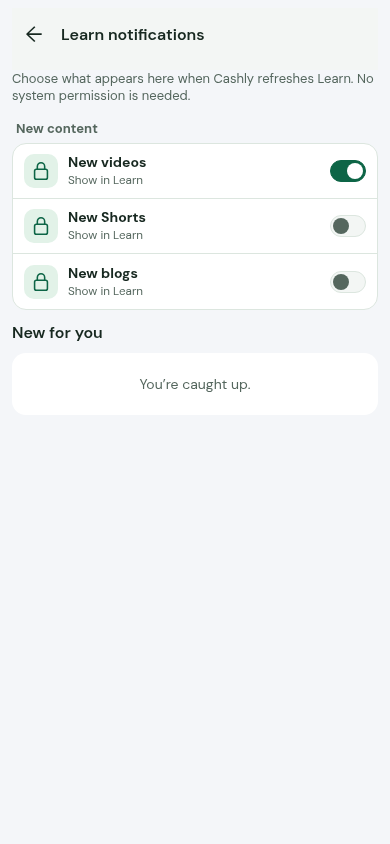 Learn notifications
Choose what appears here when Cashly refreshes Learn. No
system permission is needed.
New content
New videos
Show in Learn
New Shorts
Show in Learn
New blogs
Show in Learn
New for you
You’re caught up.